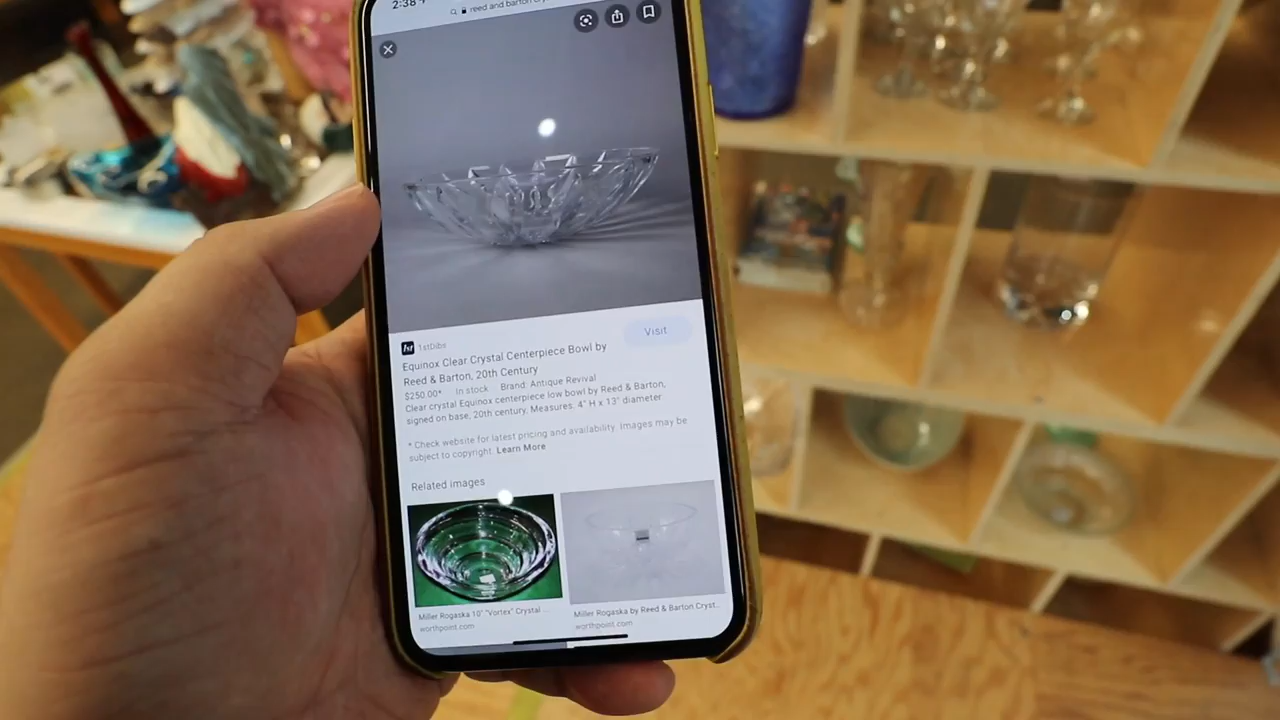 2:38
reed and barton
1st 1stDibs
Visit
Equinox Clear Crystal Centerpiece Bowl by
Reed & Barton, 20th Century
$250.00* In stock Brand: Antique Revival
Clear crystal Equinox centerpiece low bowl by Reed & Barton,
signed on base, 20th century. Measures: 4" H x 13" diameter
* Check website for latest pricing and availability. Images may be
subject to copyright. Learn More
Related images
Miller Rogaska 10" "Vortex" Crystal ...
worthpoint.com
Miller Rogaska by Reed & Barton Cryst...
worthpoint.com